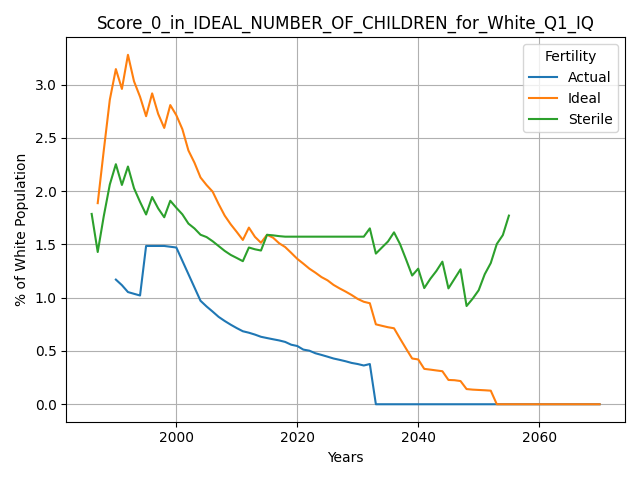 Score_0_in_IDEAL_NUMBER_OF_CHILDREN_for_White_Q1_IQ
Fertility
Actual
Ideal
Sterile
% of White Population
3.0
2.5
2.0
1.5
1.0
0.5
0.0
2000
2020
2040
2060
Years